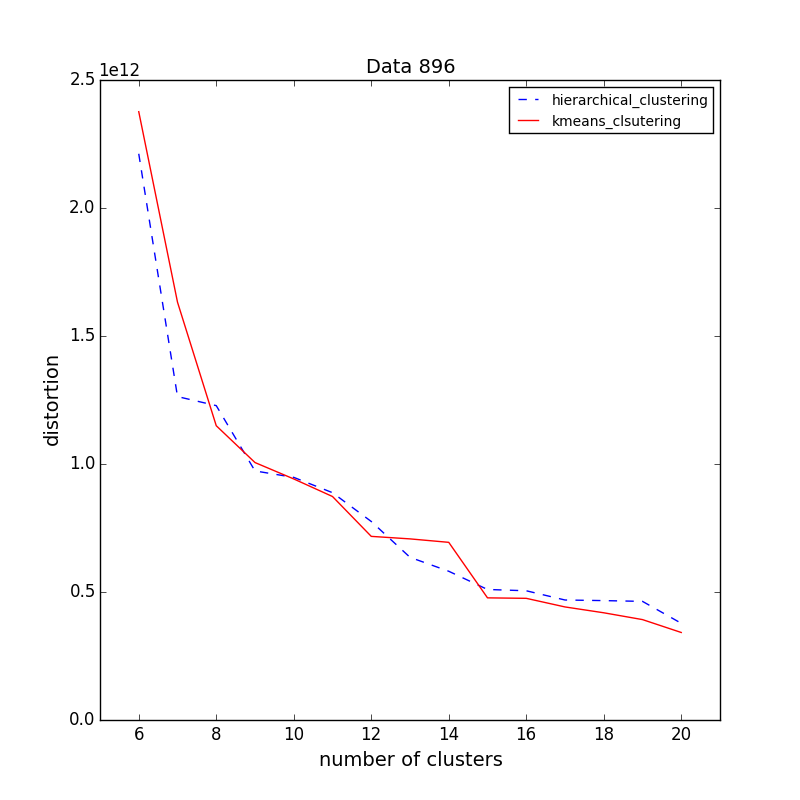 Data 896
1e12
hierarchical_clustering
kmeans_clsutering
2.5
2.0
1.5
1.0
0.5
0.0
distortion
6 8 10 12 14 16 18 20
number of clusters